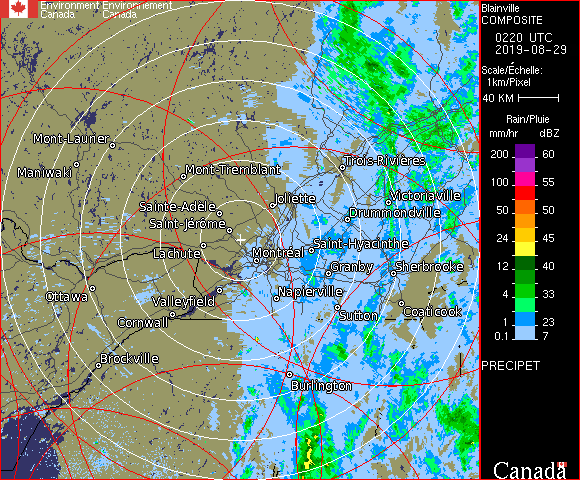 Environment Environnement
Canada Canada
Blainville
COMPOSITE
0220 UTC
2019-08-29
Scale/Échelle:
1km/Pixel
40 KM
Rain/Pluie
mm/hr dBZ
200 60
100 55
50 50
24 45
12 40
4 33
1 23
0.1 7
PRECIPET
Canada
Mont-Laurier
Maniwaki
Mont-Tremblant
Trois-Rivières
Joliette
Victoriaville
Sainte-Adèle
Drummondville
Saint-Jérôme
Saint-Hyacinthe
Lachute
Montréal
Granby
Sherbrooke
Ottawa
Valleyfield
Napierville
Cornwall
Sutton
Coaticook
Brockville
Burlington